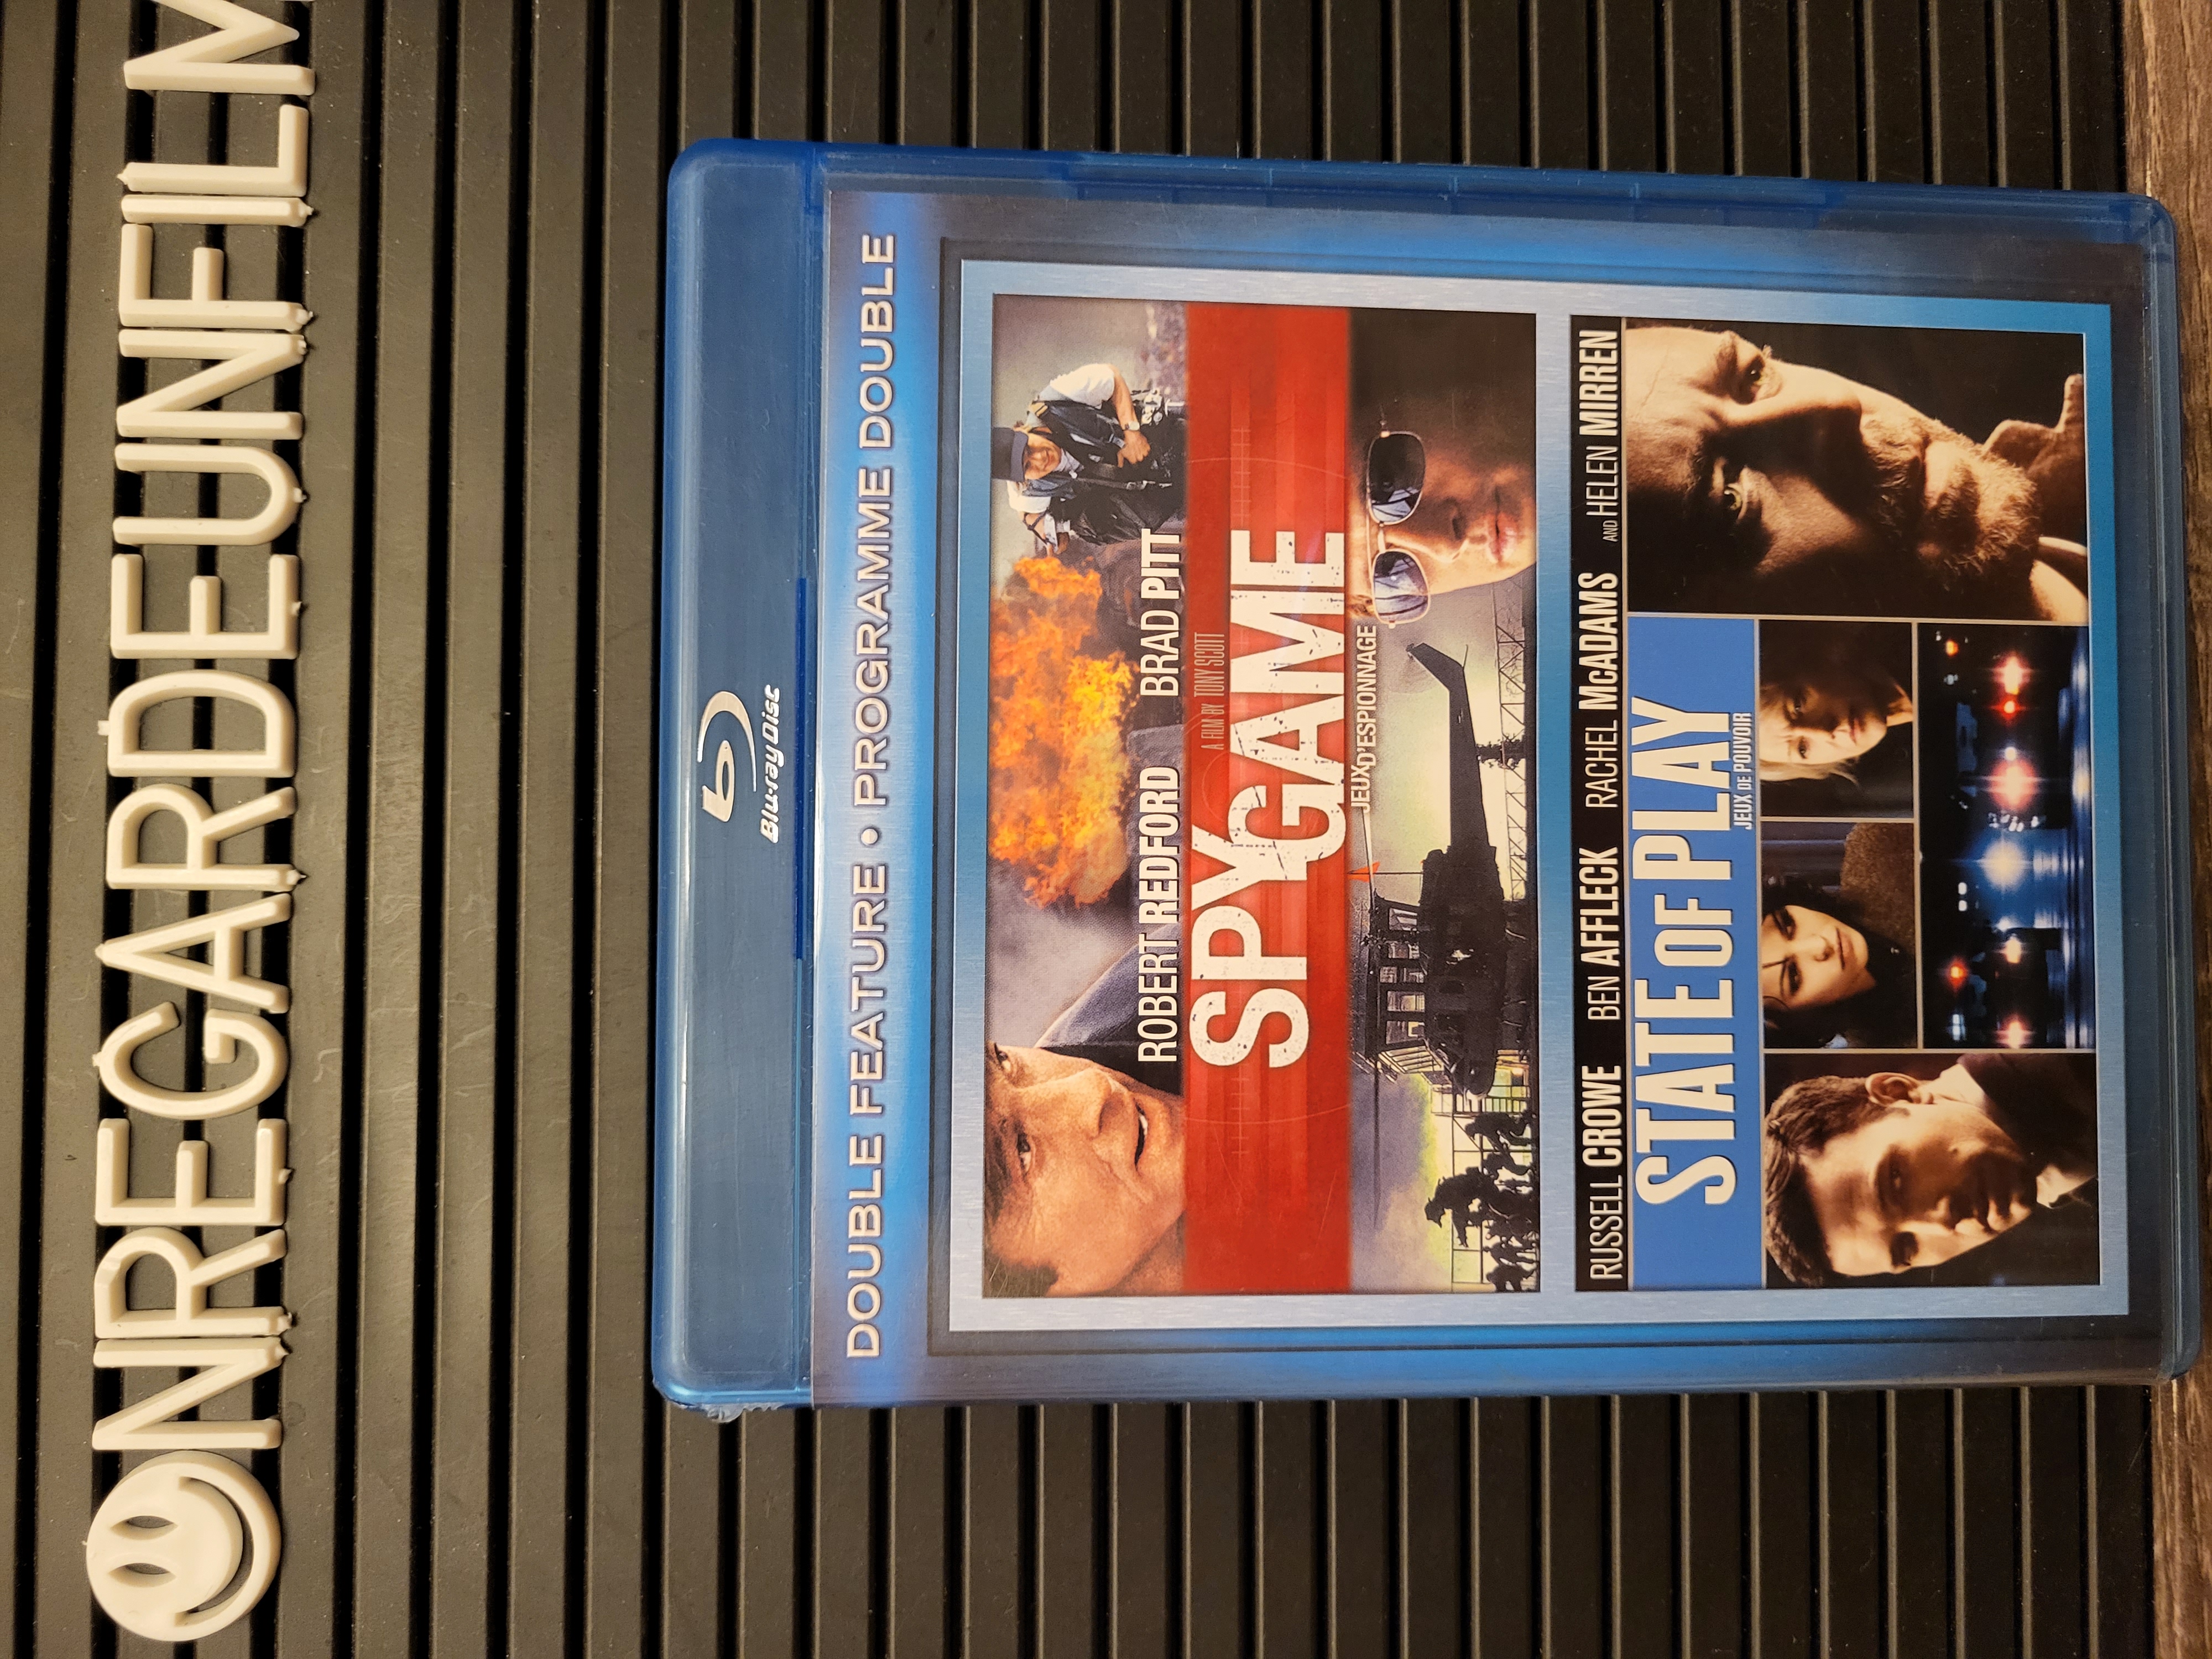 ONREGARDEUNFILM
Blu-ray Disc
DOUBLE FEATURE • PROGRAMME DOUBLE
ROBERT REDFORD BRAD PITT
A FILM BY TONY SCOTT
SPY GAME
JEUX D'ESPIONNAGE
RUSSELL CROWE BEN AFFLECK RACHEL McADAMS AND HELEN MIRREN
STATE OF PLAY
JEUX DE POUVOIR